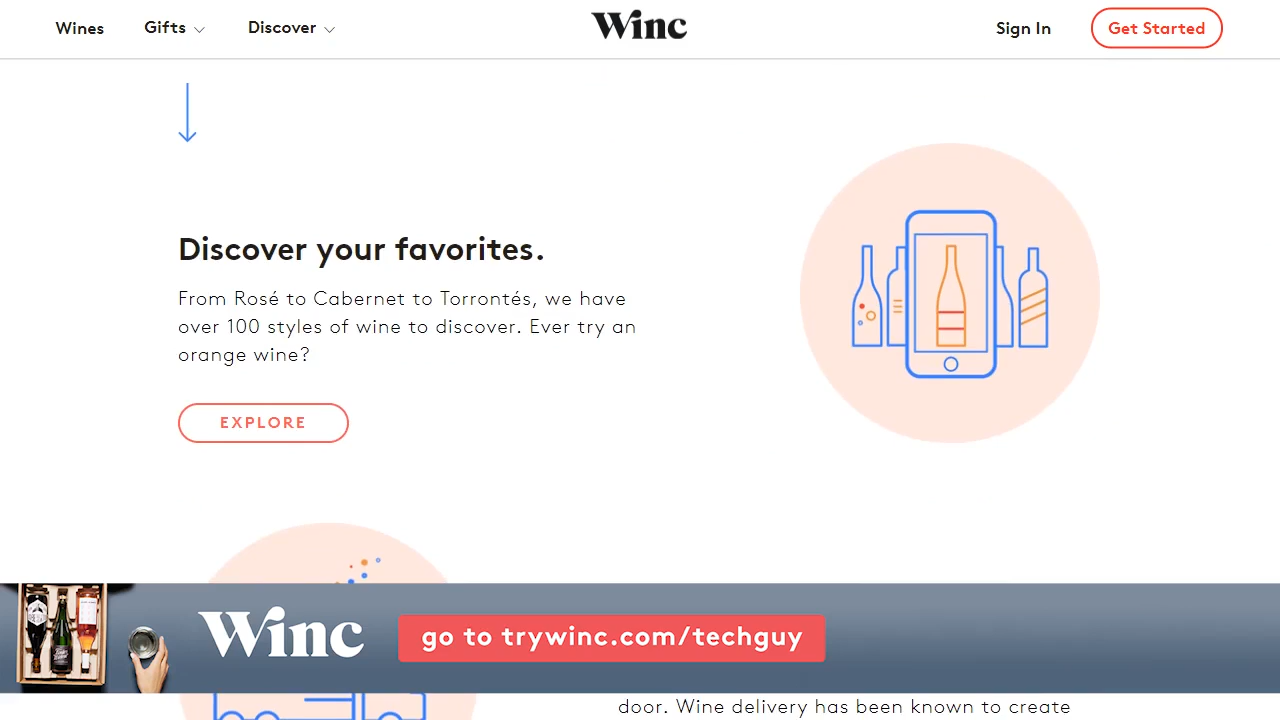 Wines Gifts Discover Winc Sign In Get Started
Discover your favorites.
From Rosé to Cabernet to Torrontés, we have
over 100 styles of wine to discover. Ever try an
orange wine?
EXPLORE
Winc go to trywinc.com/techguy
door. Wine delivery has been known to create